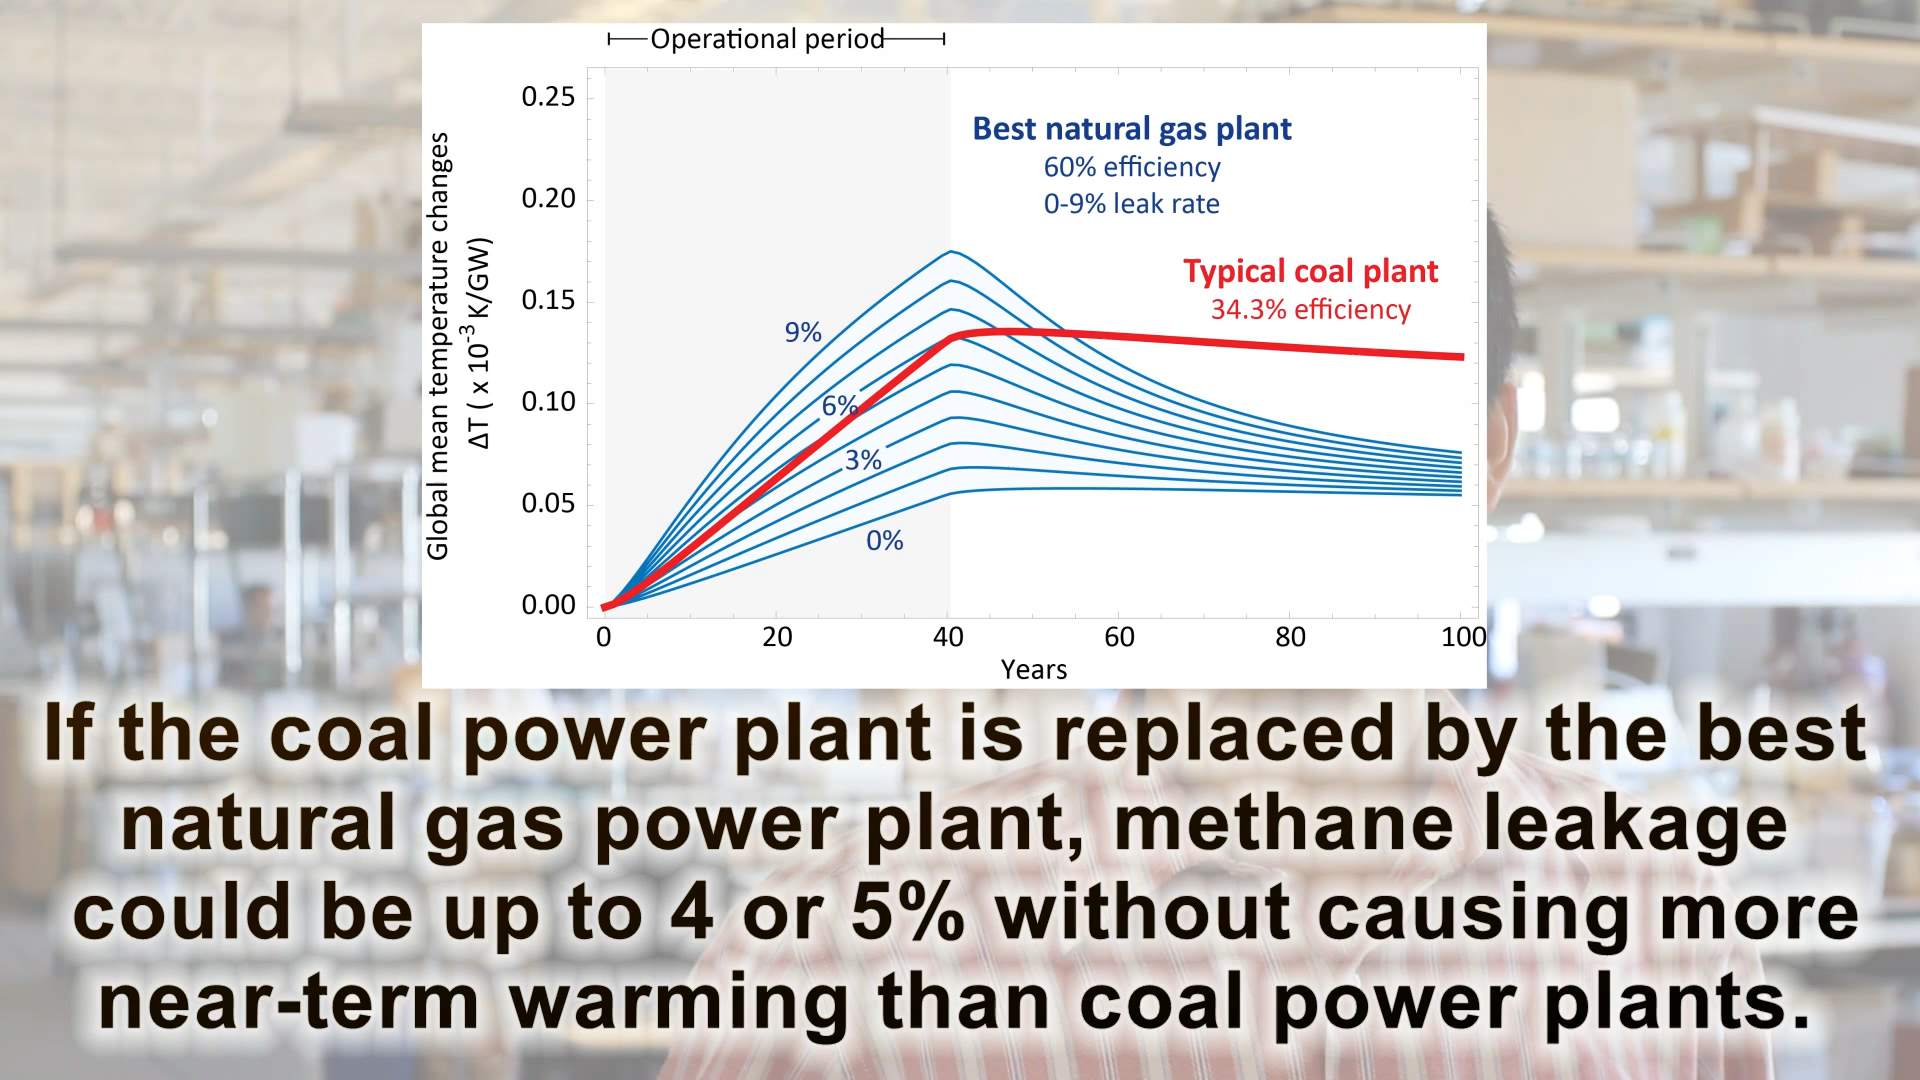 Operational period
0.25
0.20
0.15
0.10
0.05
0.00
Global mean temperature changes
ΔT ( x 10-3 K/GW)
Best natural gas plant
60% efficiency
0-9% leak rate
Typical coal plant
34.3% efficiency
9%
6%
3%
0%
0 20 40 60 80 100
Years
If the coal power plant is replaced by the best
natural gas power plant, methane leakage
could be up to 4 or 5% without causing more
near-term warming than coal power plants.